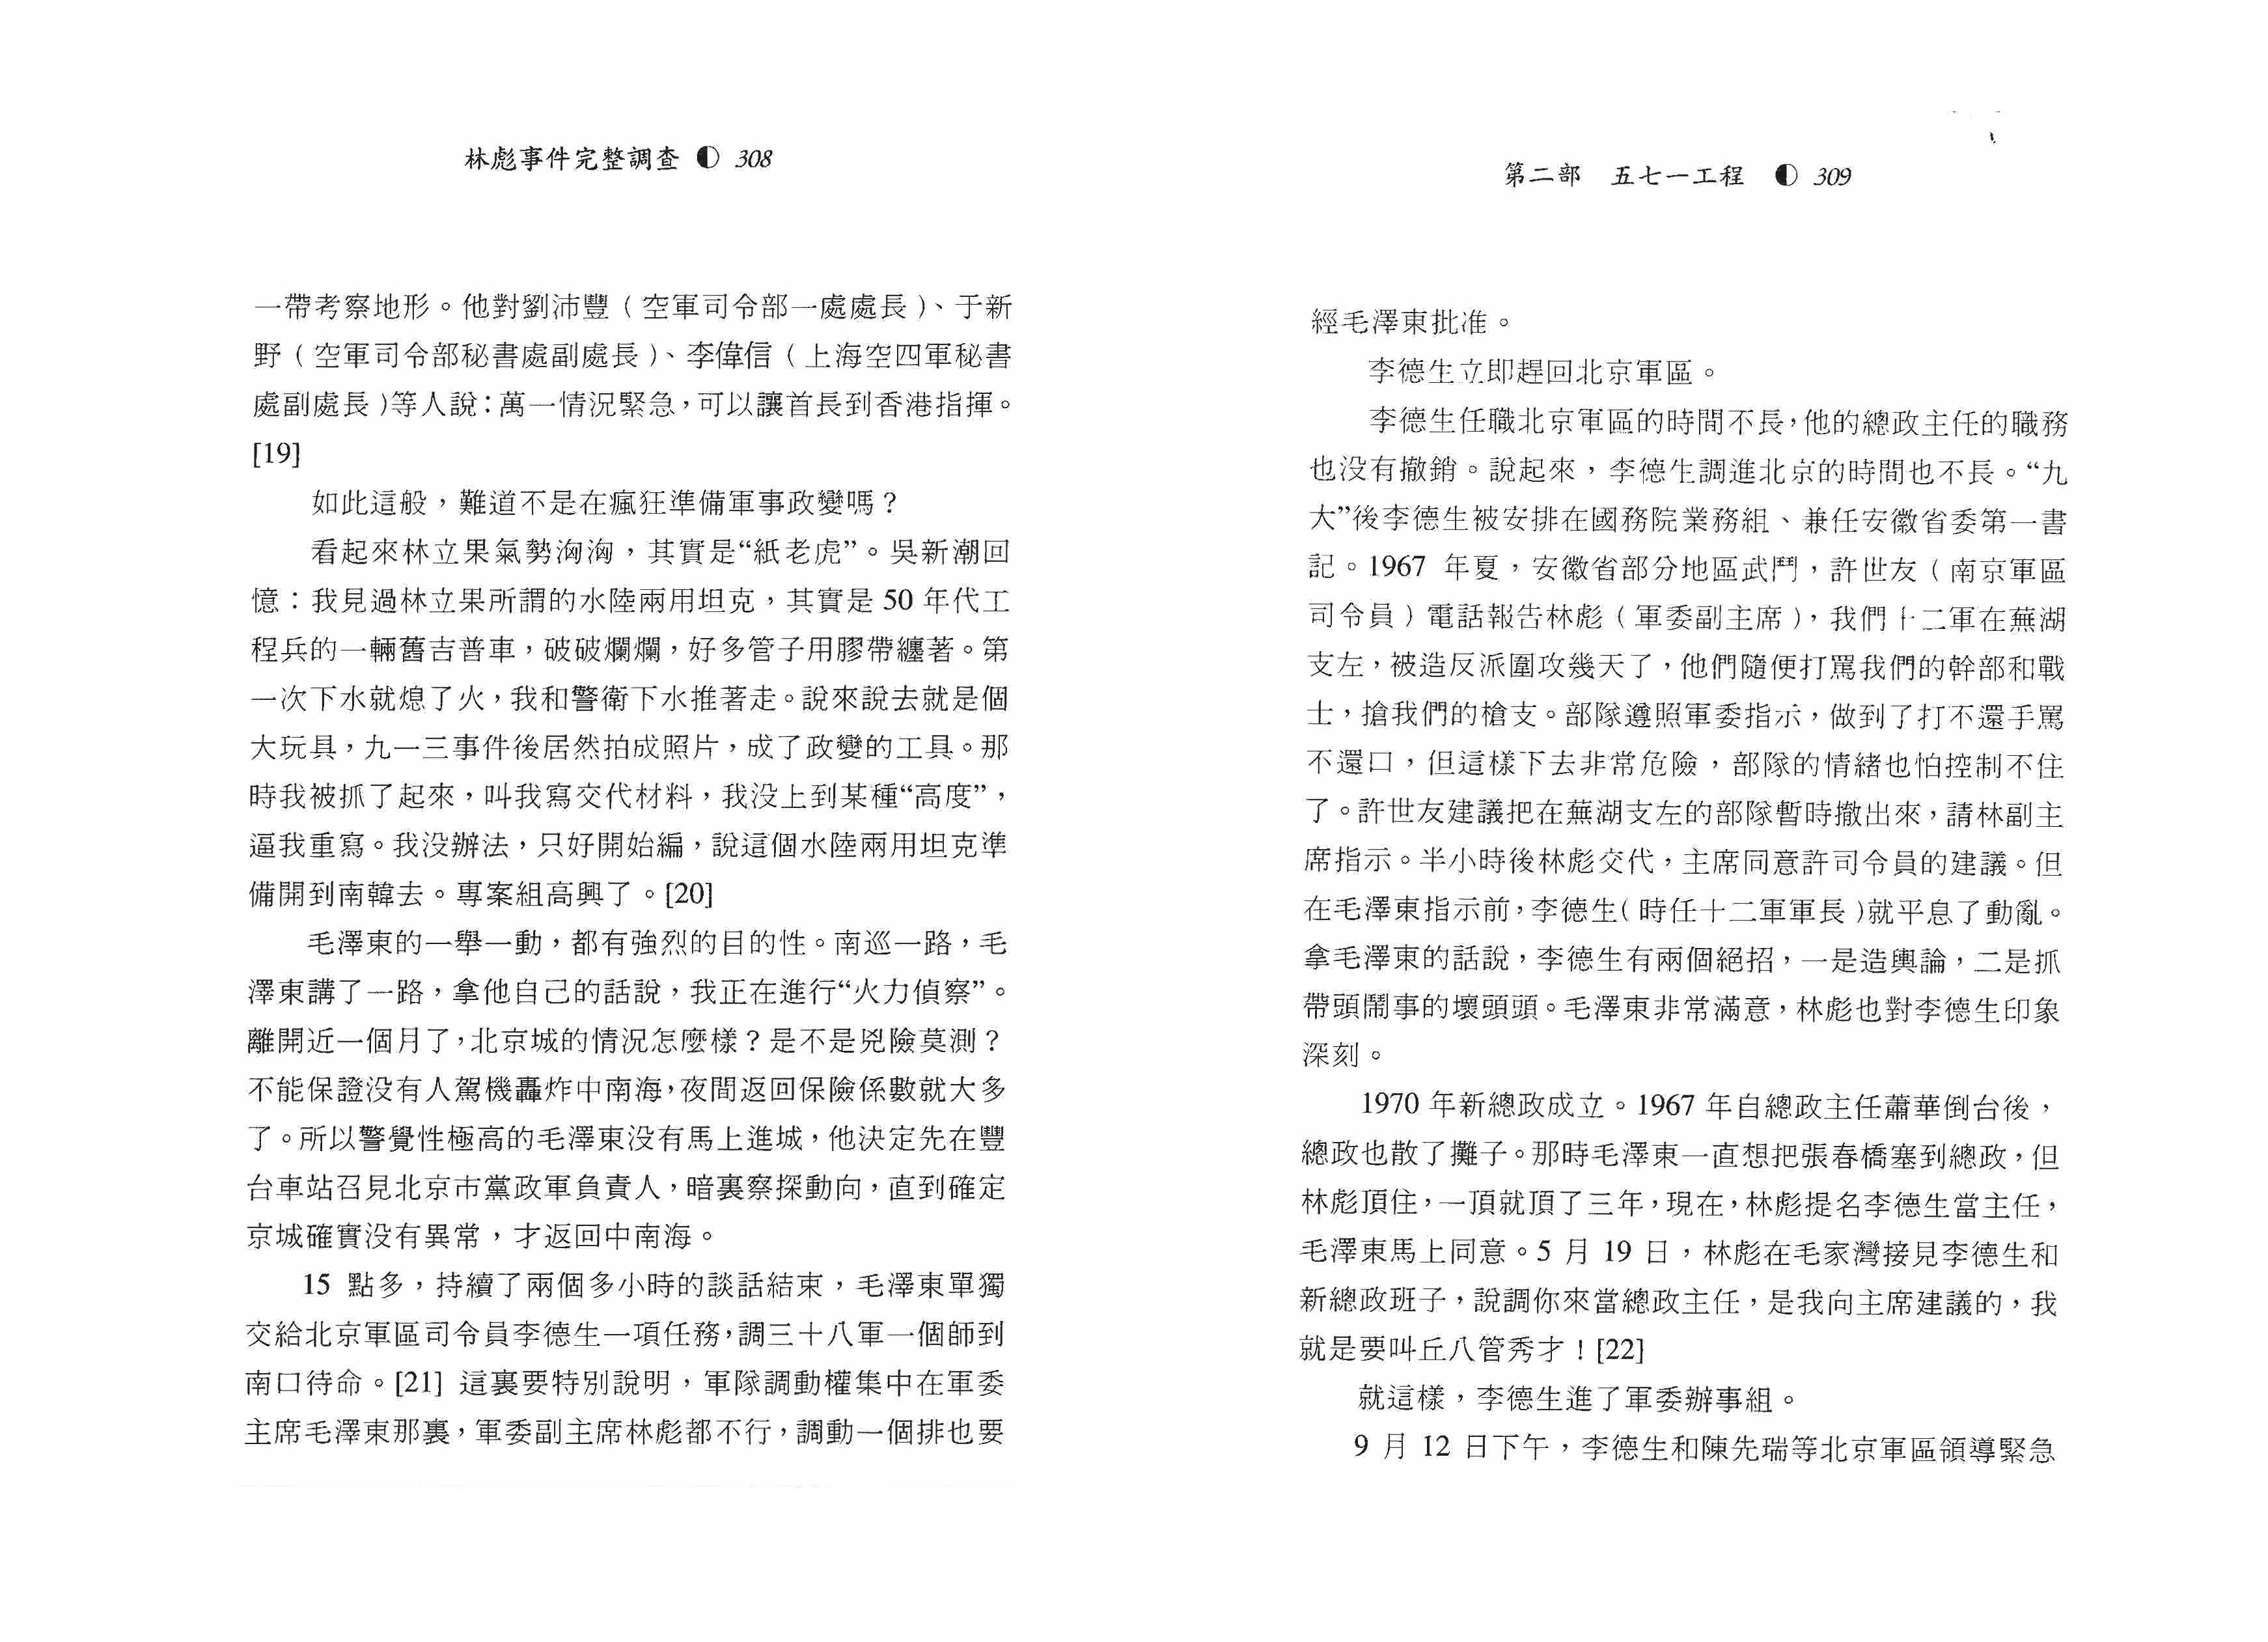 林彪事件完整調查 ◐ 308
一帶考察地形。他對劉沛豐（空軍司令部一處處長）、于新
野（空軍司令部秘書處副處長）、李偉信（上海空四軍秘書
處副處長）等人說：萬一情況緊急，可以讓首長到香港指揮。
[19]
如此這般，難道不是在瘋狂準備軍事政變嗎？
看起來林立果氣勢洶洶，其實是“紙老虎”。吳新潮回
憶：我見過林立果所謂的水陸兩用坦克，其實是 50 年代工
程兵的一輛舊吉普車，破破爛爛，好多管子用膠帶纏著。第
一次下水就熄了火，我和警衛下水推著走。說來說去就是個
大玩具，九一三事件後居然拍成照片，成了政變的工具。那
時我被抓了起來，叫我寫交代材料，我没上到某種“高度”，
逼我重寫。我没辦法，只好開始編，說這個水陸兩用坦克準
備開到南韓去。專案組高興了。[20]
毛澤東的一舉一動，都有強烈的目的性。南巡一路，毛
澤東講了一路，拿他自己的話說，我正在進行“火力偵察”。
離開近一個月了，北京城的情況怎麼樣？是不是兇險莫測？
不能保證没有人駕機轟炸中南海，夜間返回保險係數就大多
了。所以警覺性極高的毛澤東没有馬上進城，他決定先在豐
台車站召見北京市黨政軍負責人，暗裏察探動向，直到確定
京城確實没有異常，才返回中南海。
15 點多，持續了兩個多小時的談話結束，毛澤東單獨
交給北京軍區司令員李德生一項任務，調三十八軍一個師到
南口待命。[21] 這裏要特別說明，軍隊調動權集中在軍委
主席毛澤東那裏，軍委副主席林彪都不行，調動一個排也要
第二部 五七一工程 ◐ 309
經毛澤東批准。
李德生立即趕回北京軍區。
李德生任職北京軍區的時間不長，他的總政主任的職務
也没有撤銷。說起來，李德生調進北京的時間也不長。“九
大”後李德生被安排在國務院業務組、兼任安徽省委第一書
記。1967 年夏，安徽省部分地區武鬥，許世友（南京軍區
司令員）電話報告林彪（軍委副主席），我們十二軍在蕪湖
支左，被造反派圍攻幾天了，他們隨便打罵我們的幹部和戰
士，搶我們的槍支。部隊遵照軍委指示，做到了打不還手罵
不還口，但這樣下去非常危險，部隊的情緒也怕控制不住
了。許世友建議把在蕪湖支左的部隊暫時撤出來，請林副主
席指示。半小時後林彪交代，主席同意許司令員的建議。但
在毛澤東指示前，李德生（時任十二軍軍長）就平息了動亂。
拿毛澤東的話說，李德生有兩個絕招，一是造輿論，二是抓
帶頭鬧事的壞頭頭。毛澤東非常滿意，林彪也對李德生印象
深刻。
1970 年新總政成立。1967 年自總政主任蕭華倒台後，
總政也散了攤子。那時毛澤東一直想把張春橋塞到總政，但
林彪頂住，一頂就頂了三年，現在，林彪提名李德生當主任，
毛澤東馬上同意。5 月 19 日，林彪在毛家灣接見李德生和
新總政班子，說調你來當總政主任，是我向主席建議的，我
就是要叫丘八管秀才！[22]
就這樣，李德生進了軍委辦事組。
9 月 12 日下午，李德生和陳先瑞等北京軍區領導緊急